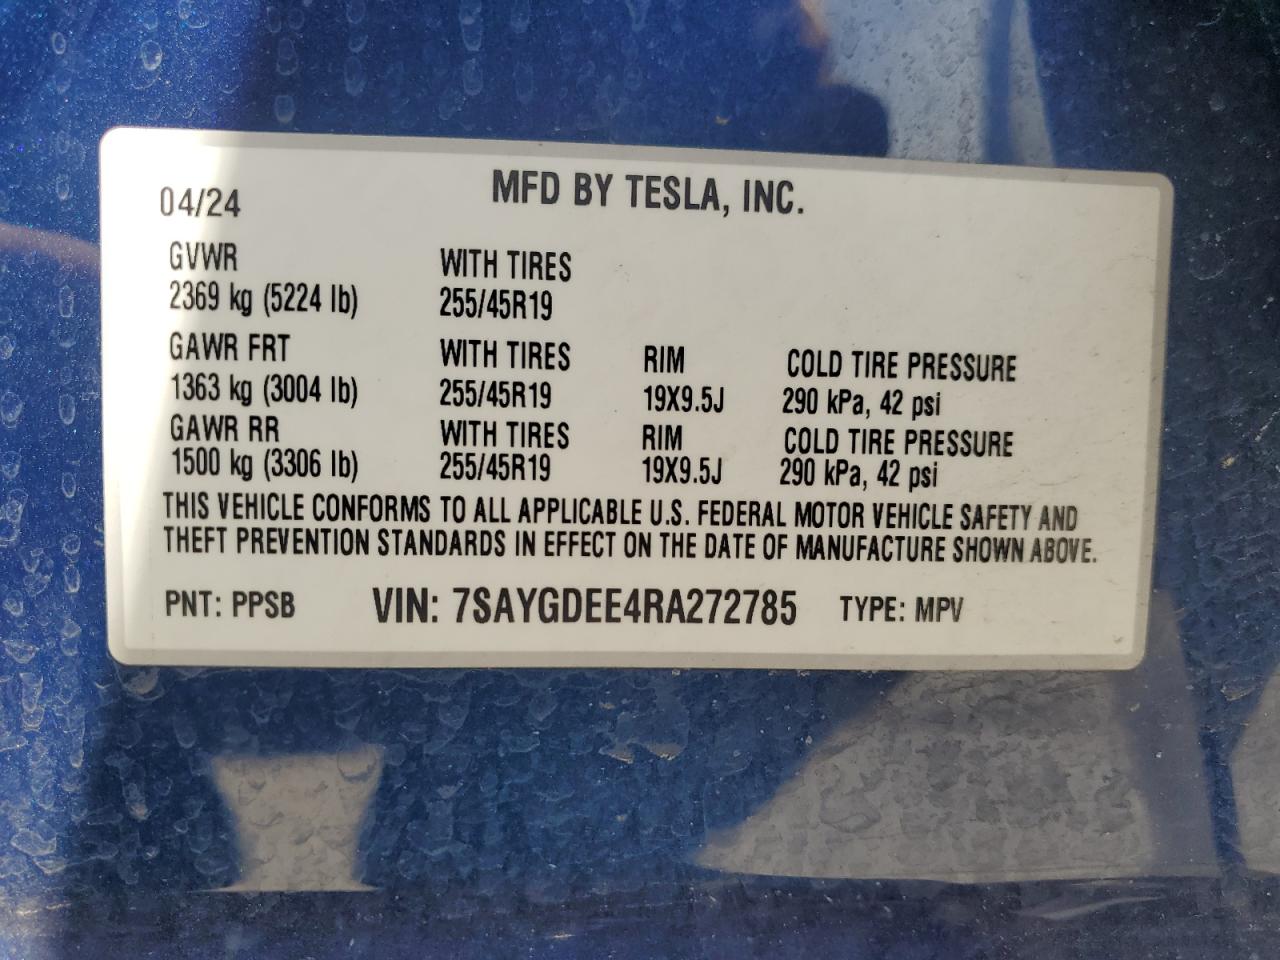 04/24 MFD BY TESLA, INC.
GVWR WITH TIRES
2369 kg (5224 lb) 255/45R19
GAWR FRT WITH TIRES RIM COLD TIRE PRESSURE
1363 kg (3004 lb) 255/45R19 19X9.5J 290 kPa, 42 psi
GAWR RR WITH TIRES RIM COLD TIRE PRESSURE
1500 kg (3306 lb) 255/45R19 19X9.5J 290 kPa, 42 psi
THIS VEHICLE CONFORMS TO ALL APPLICABLE U.S. FEDERAL MOTOR VEHICLE SAFETY AND
THEFT PREVENTION STANDARDS IN EFFECT ON THE DATE OF MANUFACTURE SHOWN ABOVE.
PNT: PPSB VIN: 7SAYGDEE4RA272785 TYPE: MPV